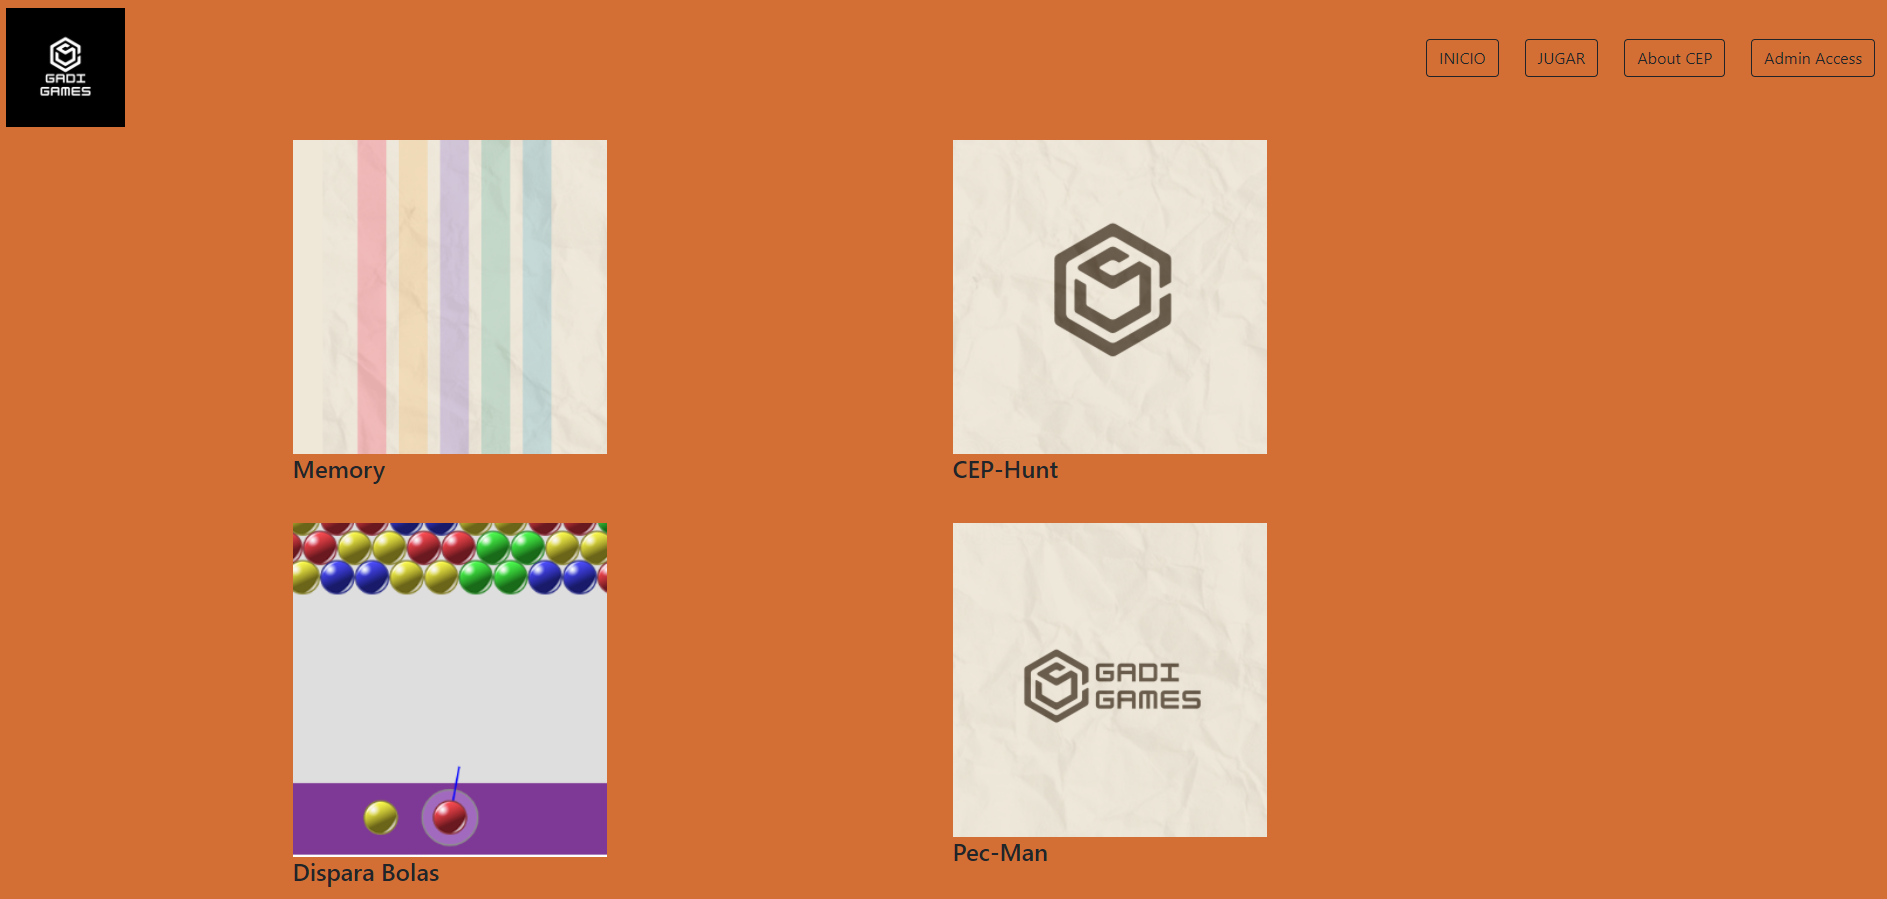 GADI
GAMES
INICIO
JUGAR
About CEP
Admin Access
Memory
CEP-Hunt
GADI
GAMES
Dispara Bolas
Pec-Man